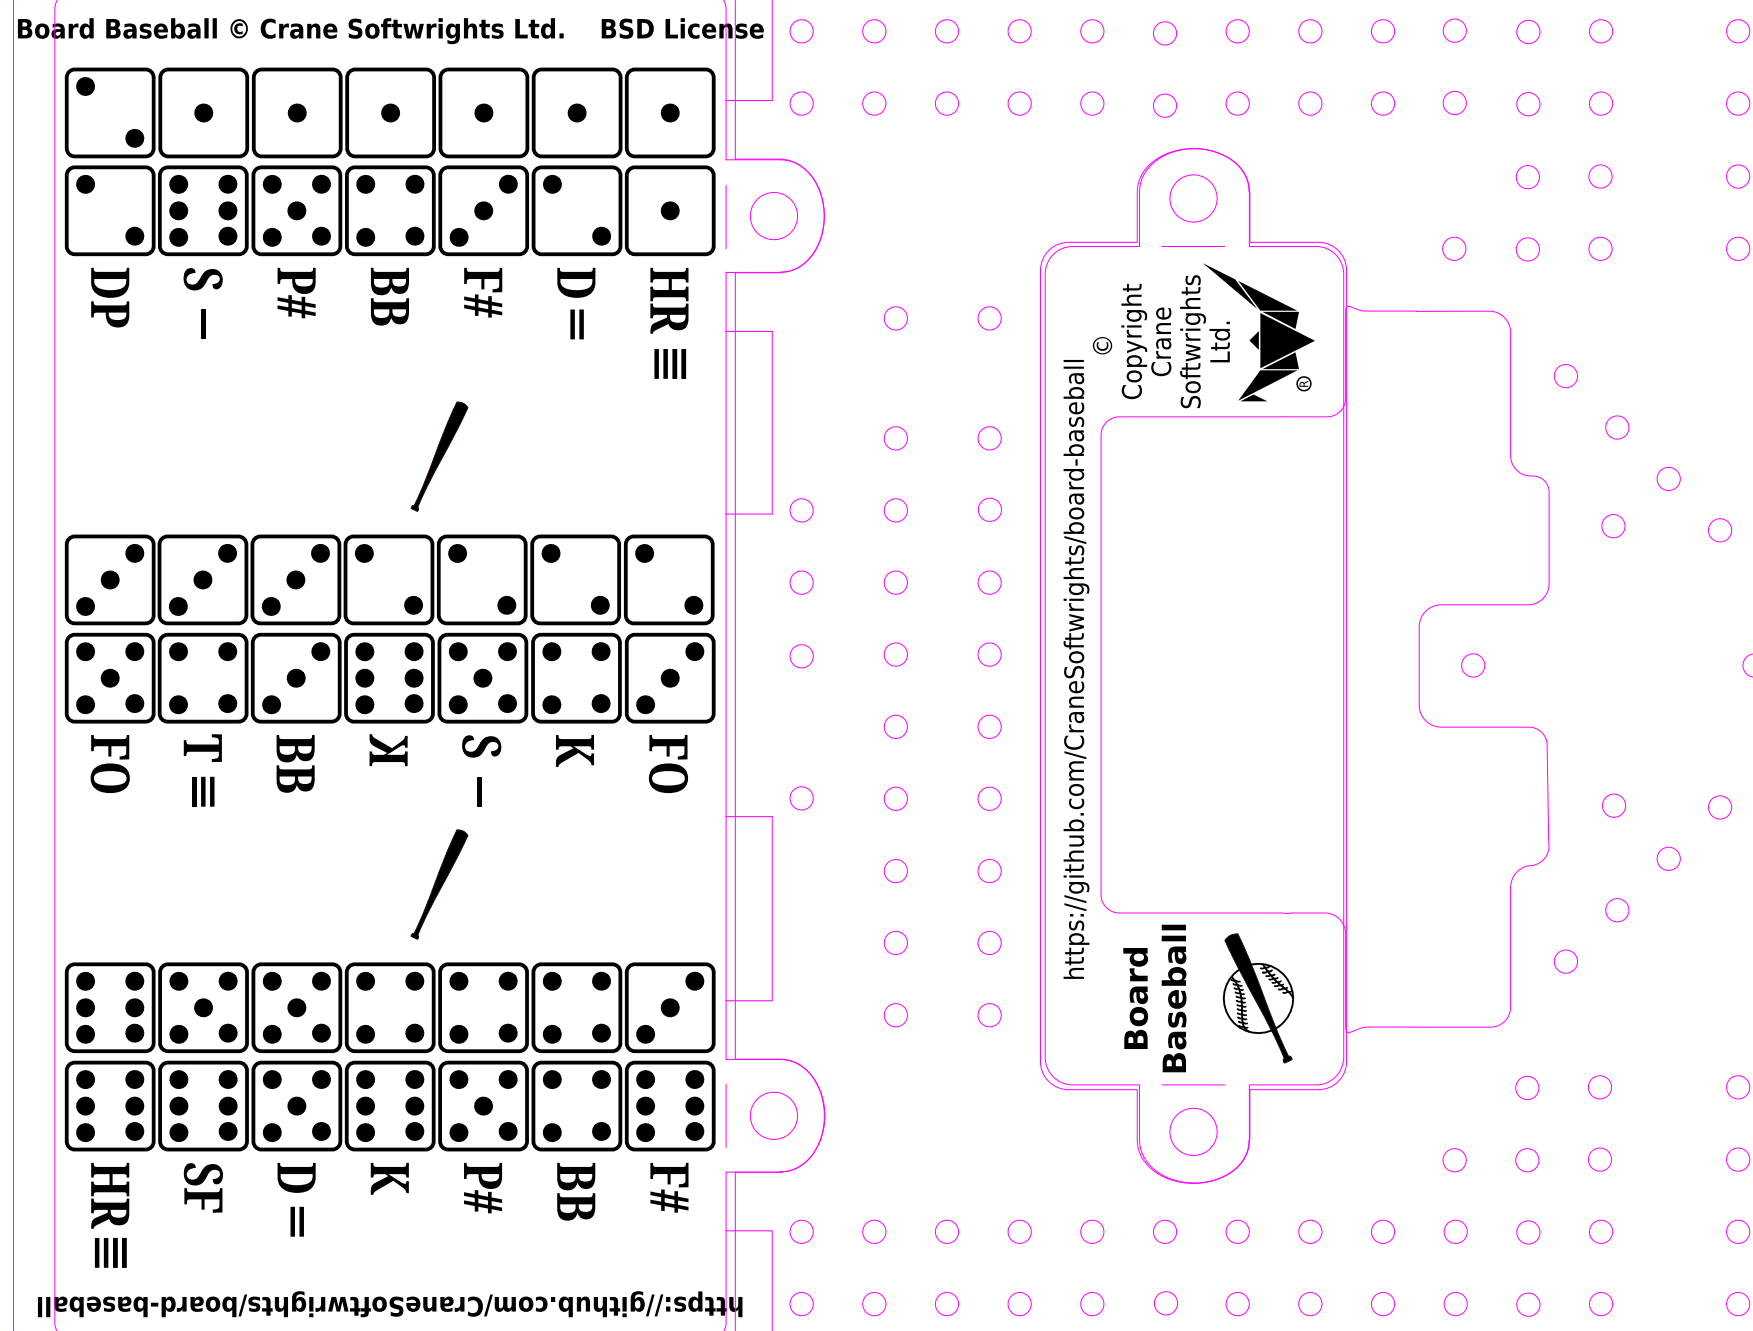 Board Baseball © Crane Softwrights Ltd. BSD License
DP
S –
P#
BB
F#
D =
HR ≣
FO
T ≡
BB
ꓘ
S –
K
FO
HR ≣
SF
D =
K
P#
BB
F#
https://github.com/CraneSoftwrights/board-baseball
https://github.com/CraneSoftwrights/board-baseball
©
Copyright
Crane
Softwrights
Ltd.
®
Board
Baseball